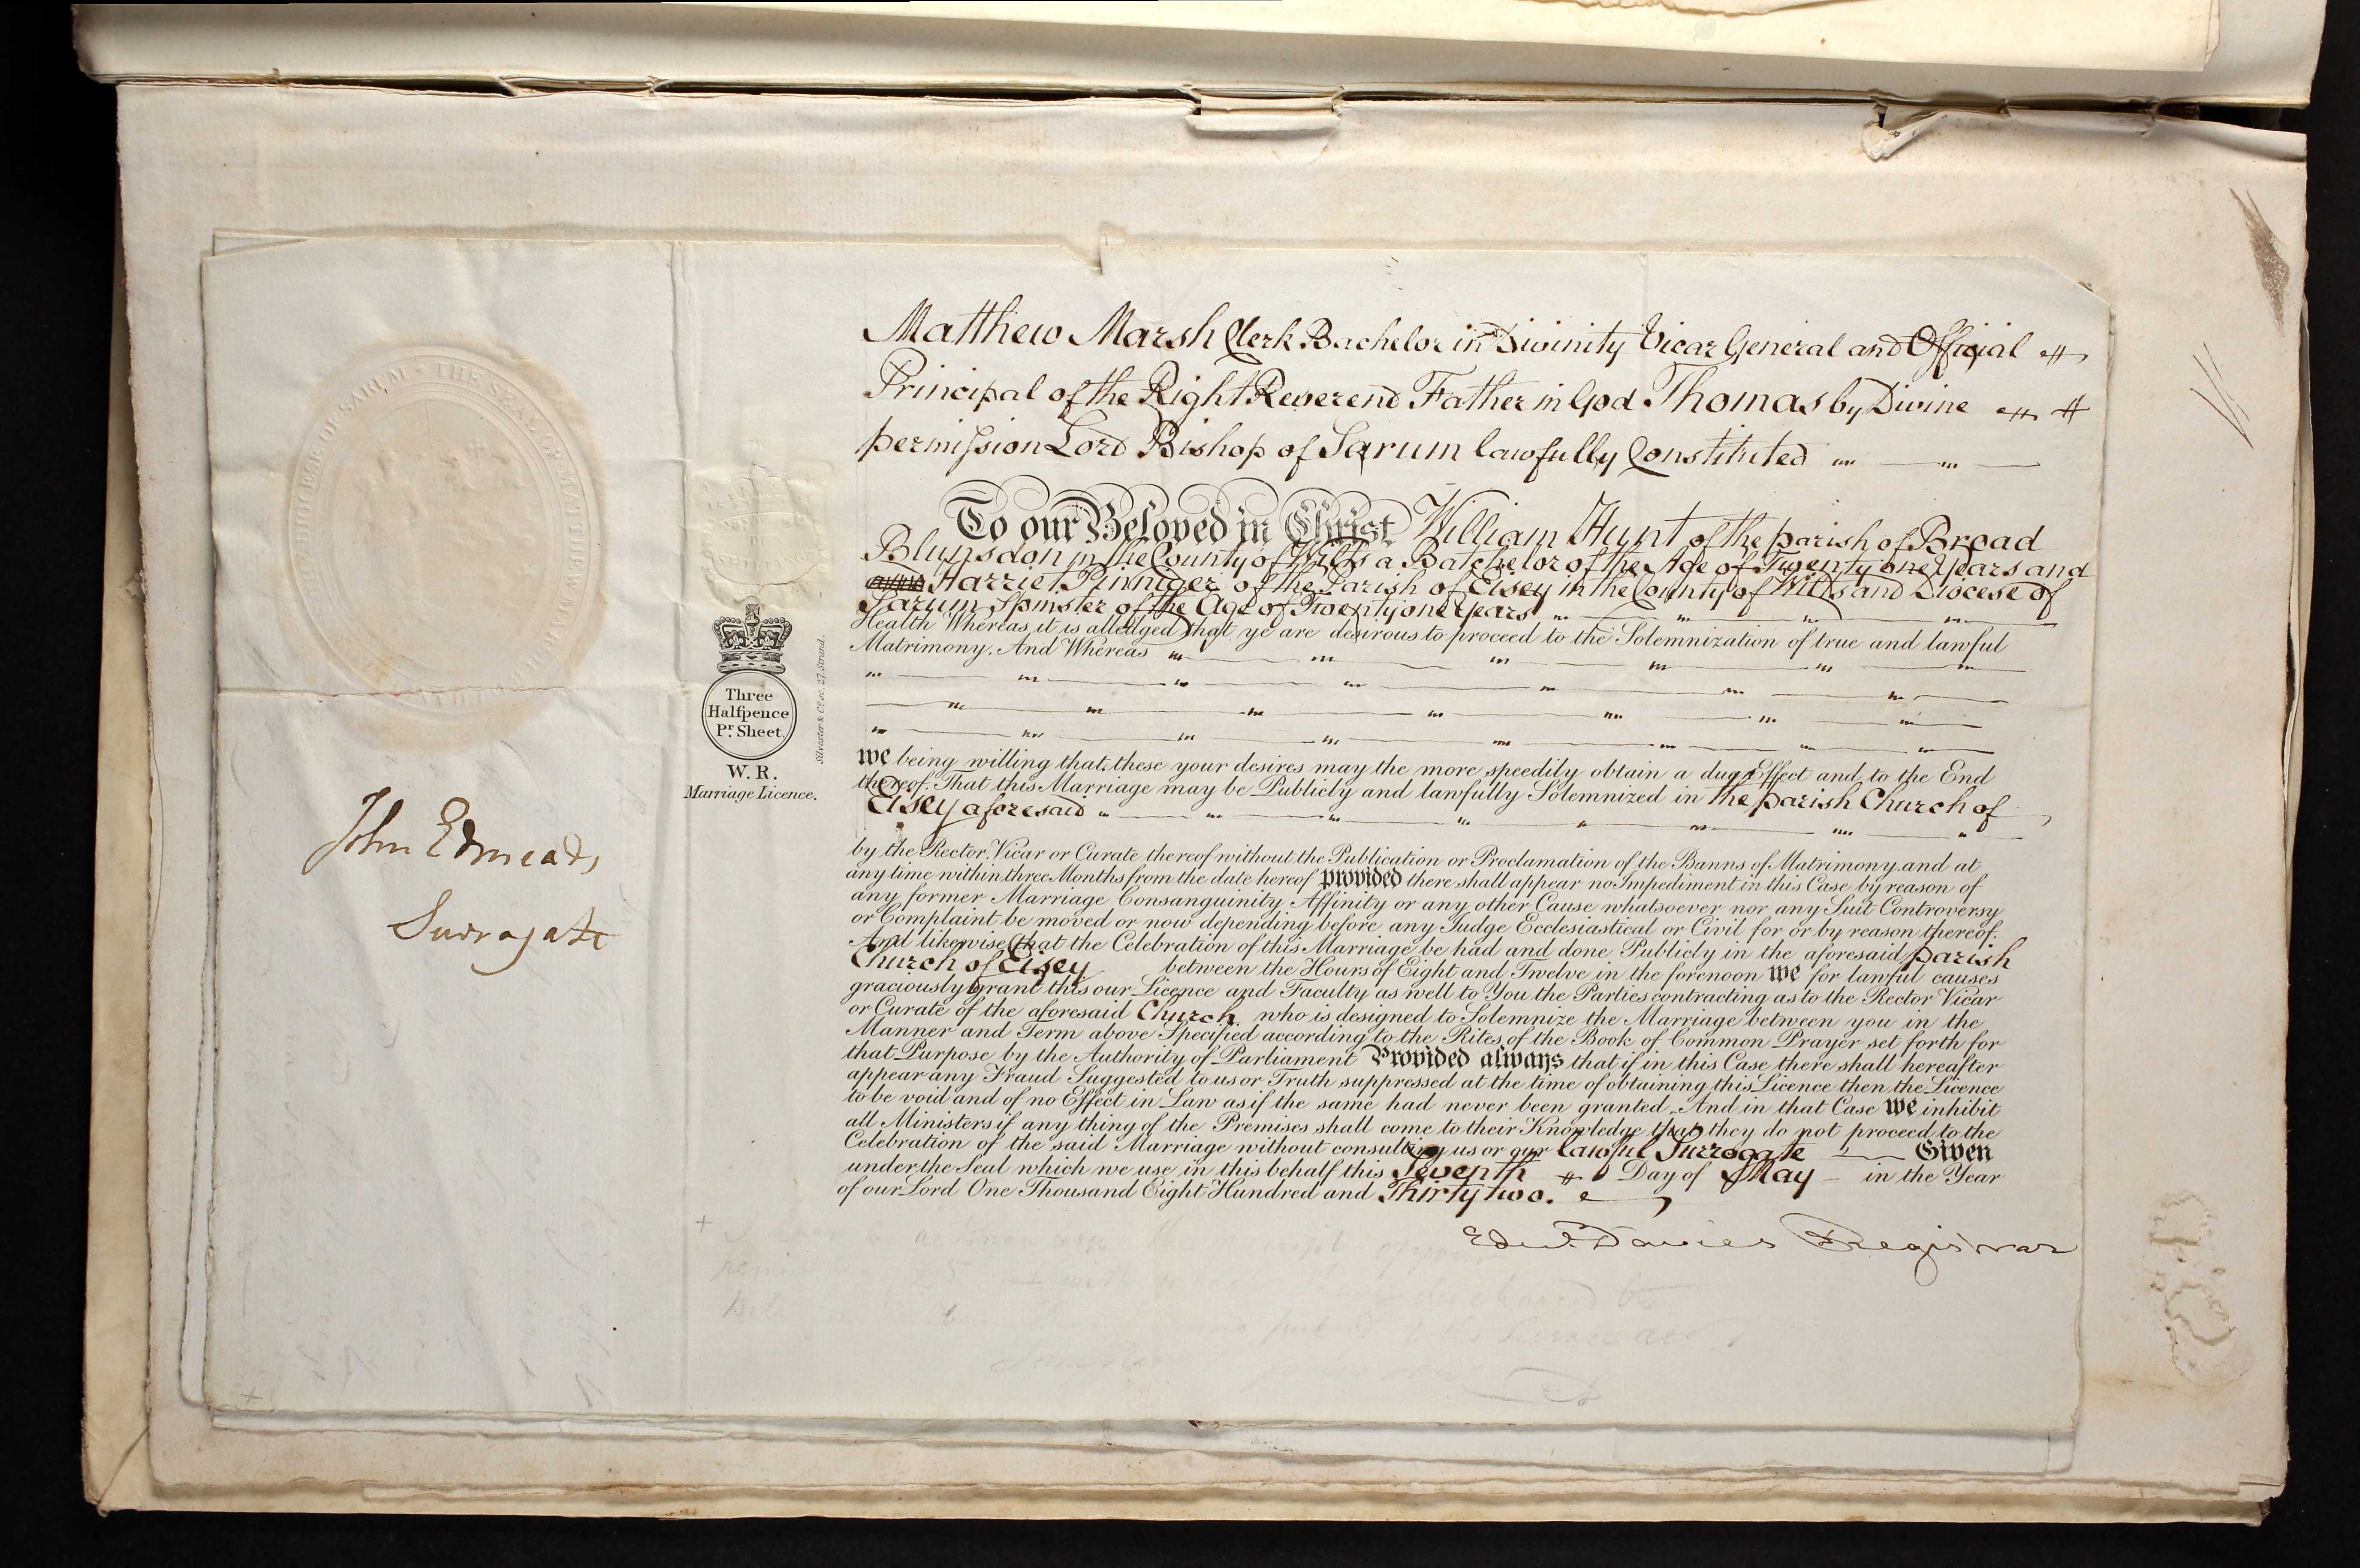 Matthew Marsh Clerk Bachelor in Divinity Vicar General and Official
Principal of the Right Reverend Father in God Thomas by Divine
permission Lord Bishop of Sarum lawfully Constituted
To our Beloved in Christ William Hunt of the parish of Broad
Blunsdon in the County of Wilts a Batchelor of the Age of Twenty one Years and
Harriet Pinniger of the Parish of Eisey in the County of Wilts and Diocese of
Sarum Spinster of the Age of Twenty one Years
Health Whereas it is alledged that ye are desirous to proceed to the Solemnization of true and lawful
Matrimony. And Whereas
We being willing that these your desires may the more speedily obtain a due Effect and to the End
thereof. That this Marriage may be Publicly and lawfully Solemnized in the parish Church of
Eisey aforesaid
by the Rector, Vicar or Curate thereof without the Publication or Proclamation of the Banns of Matrimony and at
any time within three Months from the date hereof provided there shall appear no Impediment in this Case by reason of
any former Marriage Consanguinity Affinity or any other Cause whatsoever nor any Suit Controversy
or Complaint be moved or now depending before any Judge Ecclesiastical or Civil for or by reason thereof.
And likewise that the Celebration of this Marriage be had and done Publicly in the aforesaid parish
Church of Eisey between the Hours of Eight and Twelve in the forenoon We for lawful causes
graciously grant this our Licence and Faculty as well to You the Parties contracting as to the Rector Vicar
or Curate of the aforesaid Church who is designed to Solemnize the Marriage between you in the
Manner and Term above Specified according to the Rites of the Book of Common Prayer set forth for
that Purpose by the Authority of Parliament Provided always that if in this Case there shall hereafter
appear any Fraud Suggested to us or Truth suppressed at the time of obtaining this Licence then the Licence
to be void and of no Effect in Law as if the same had never been granted. And in that Case We inhibit
all Ministers if any thing of the Premises shall come to their Knowledge that they do not proceed to the
Celebration of the said Marriage without consulting us or our lawful Surrogate Given
under the Seal which we use in this behalf this Seventh Day of May in the Year
of our Lord One Thousand Eight Hundred and Thirty two.
Edwd. Davies Registrar
THE SEAL OF MATTHEW MARSH
DIOCESE OF SARUM
Three
Halfpence
Pr. Sheet.
W. R.
Marriage Licence.
Silvester & Co. sc. 27, Strand.
John Edmeads
Surrogate